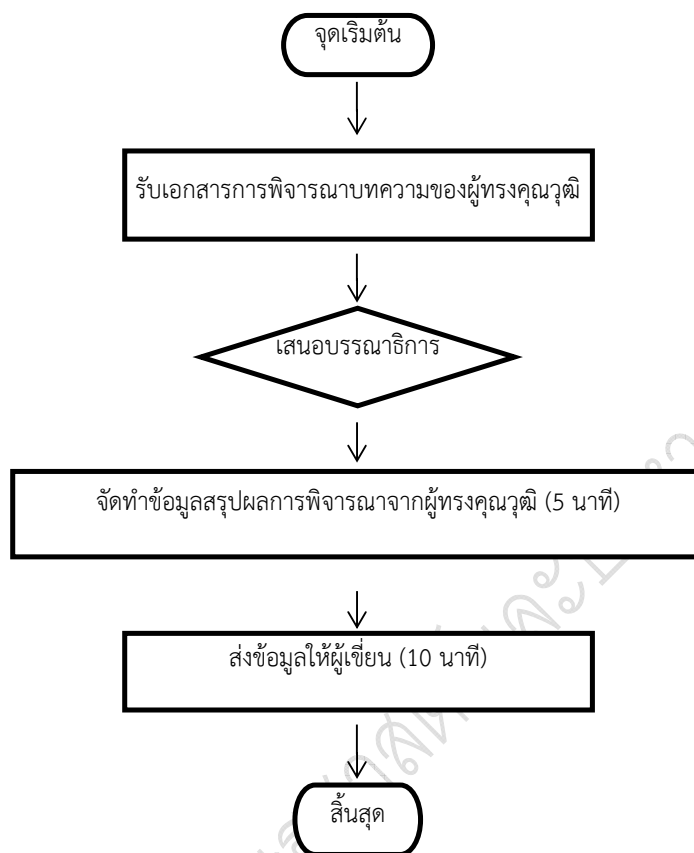 จุดเริ่มต้น
รับเอกสารการพิจารณาบทความของผู้ทรงคุณวุฒิ
เสนอบรรณาธิการ
จัดทำข้อมูลสรุปผลการพิจารณาจากผู้ทรงคุณวุฒิ (5 นาที)
ส่งข้อมูลให้ผู้เขี่ยน (10 นาที)
สิ้นสุด